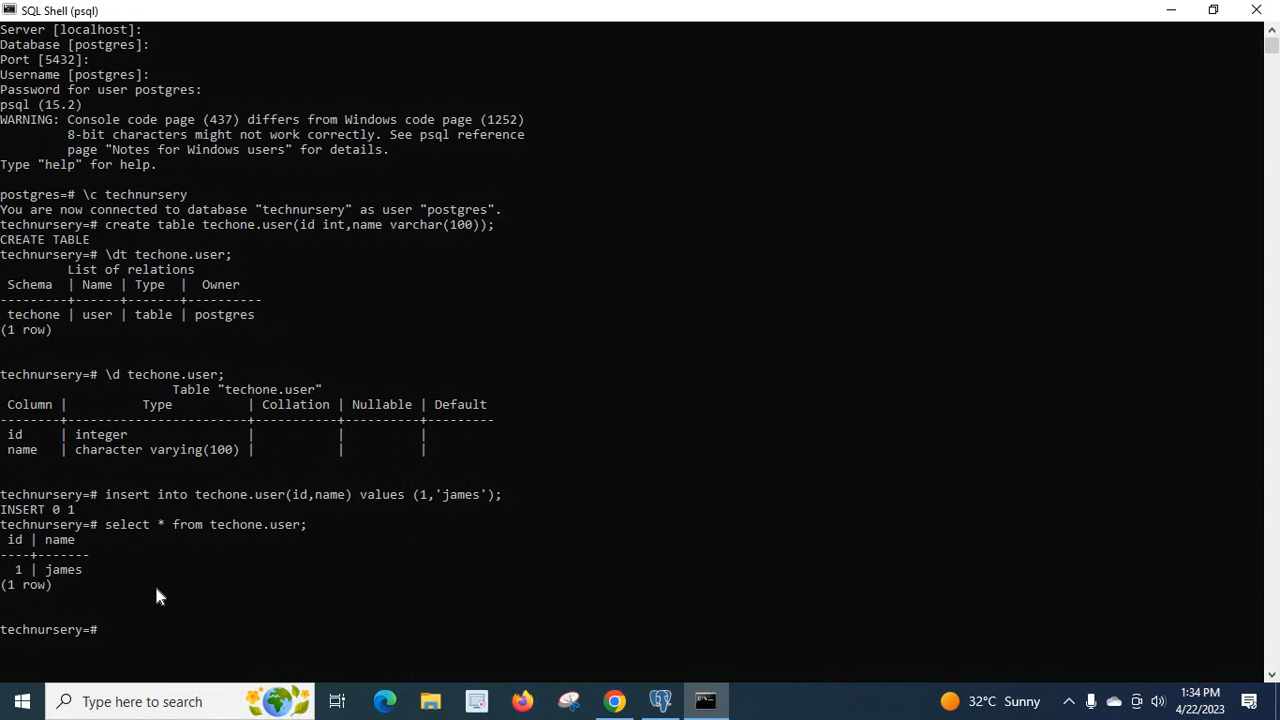 SQL Shell (psql)
Server [localhost]:
Database [postgres]:
Port [5432]:
Username [postgres]:
Password for user postgres:
psql (15.2)
WARNING: Console code page (437) differs from Windows code page (1252)
         8-bit characters might not work correctly. See psql reference
         page "Notes for Windows users" for details.
Type "help" for help.

postgres=# \c technursery
You are now connected to database "technursery" as user "postgres".
technursery=# create table techone.user(id int,name varchar(100));
CREATE TABLE
technursery=# \dt techone.user;
         List of relations
 Schema  | Name | Type  |  Owner
---------+------+-------+----------
 techone | user | table | postgres
(1 row)

technursery=# \d techone.user;
                       Table "techone.user"
 Column |          Type          | Collation | Nullable | Default
--------+------------------------+-----------+----------+---------
 id     | integer                |           |          |
 name   | character varying(100) |           |          |

technursery=# insert into techone.user(id,name) values (1,'james');
INSERT 0 1
technursery=# select * from techone.user;
 id | name
----+-------
  1 | james
(1 row)

technursery=#
Type here to search
32°C Sunny
1:34 PM
4/22/2023